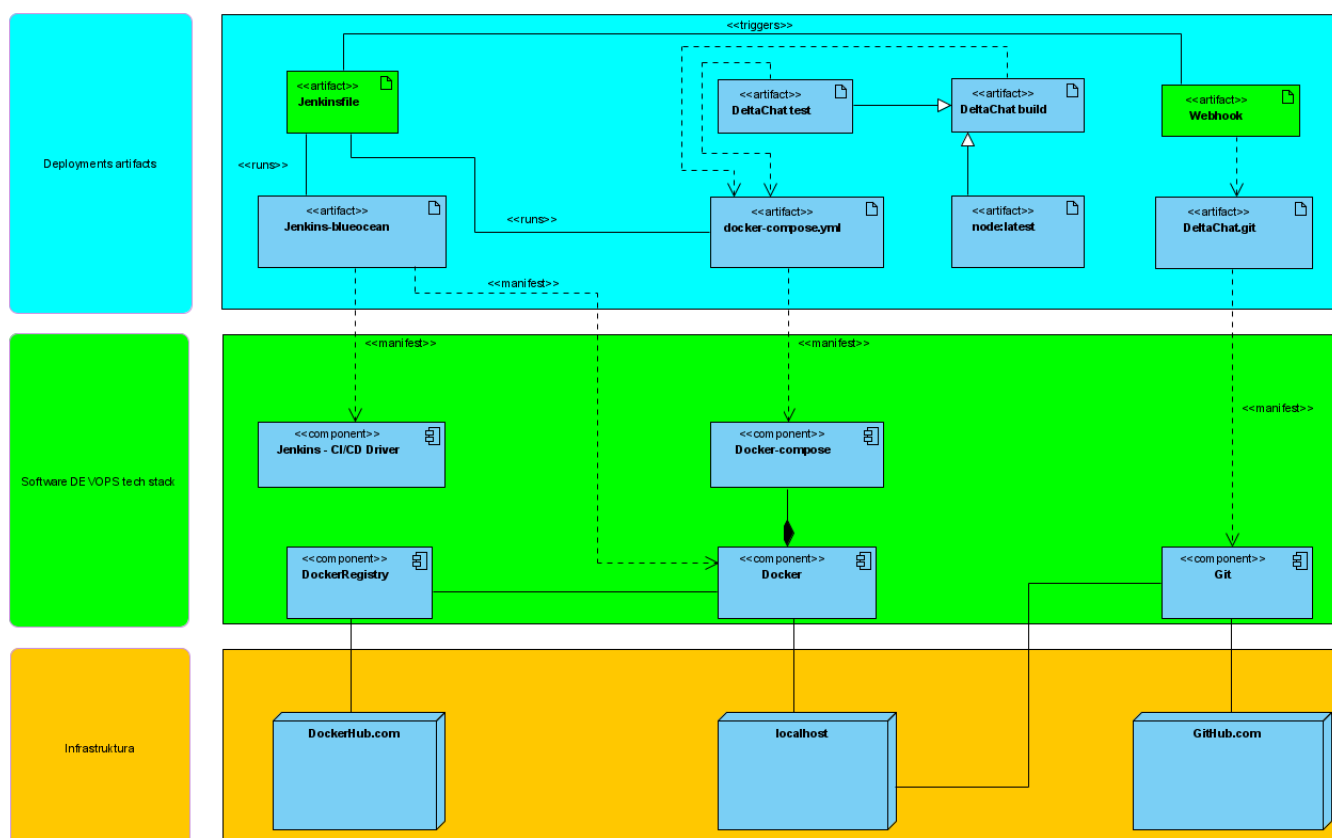 <<triggers>>
<<artifact>>
Jenkinsfile
<<artifact>>
DeltaChat test
<<artifact>>
DeltaChat build
<<artifact>>
Webhook
Deployments artifacts
<<runs>>
<<artifact>>
Jenkins-blueocean
<<runs>>
<<artifact>>
docker-compose.yml
<<artifact>>
node:latest
<<artifact>>
DeltaChat.git
<<manifest>>
<<manifest>>
<<manifest>>
<<manifest>>
<<component>>
Jenkins - CI/CD Driver
<<component>>
Docker-compose
Software DEVOPS tech stack
<<component>>
DockerRegistry
<<component>>
Docker
<<component>>
Git
DockerHub.com
localhost
GitHub.com
Infrastruktura